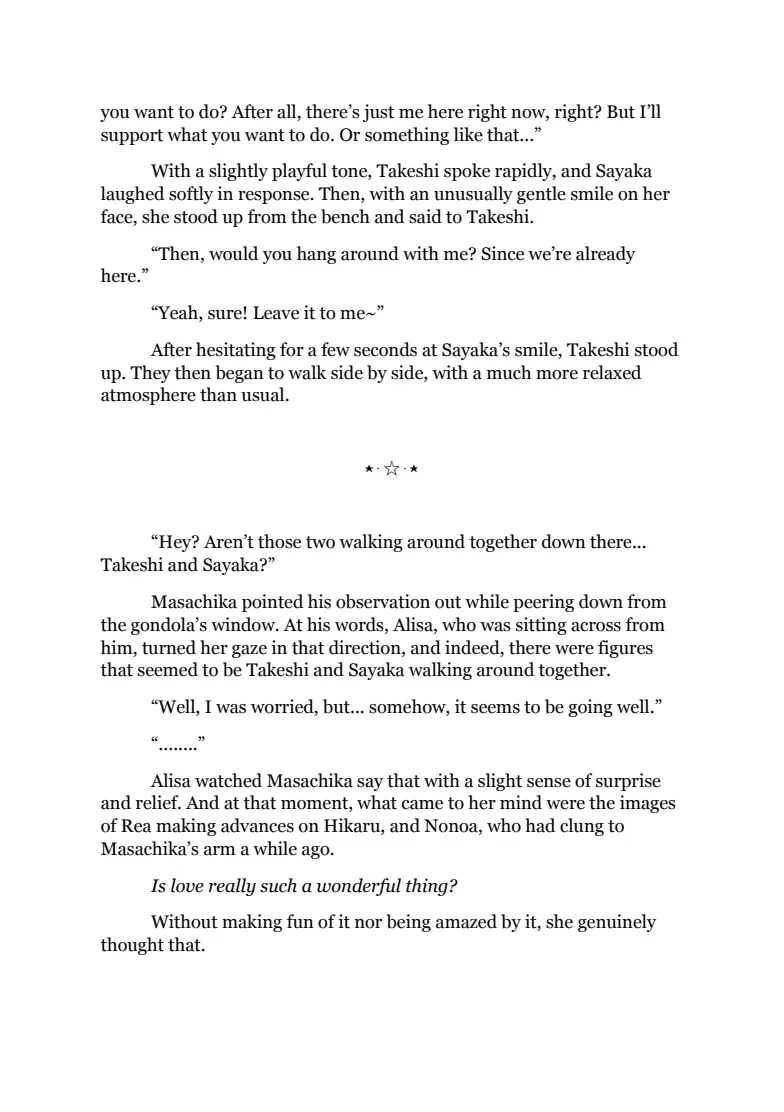 you want to do? After all, there’s just me here right now, right? But I’ll
support what you want to do. Or something like that...”
With a slightly playful tone, Takeshi spoke rapidly, and Sayaka
laughed softly in response. Then, with an unusually gentle smile on her
face, she stood up from the bench and said to Takeshi.
“Then, would you hang around with me? Since we’re already
here.”
“Yeah, sure! Leave it to me~”
After hesitating for a few seconds at Sayaka’s smile, Takeshi stood
up. They then began to walk side by side, with a much more relaxed
atmosphere than usual.
⋆·☆·⋆
“Hey? Aren’t those two walking around together down there...
Takeshi and Sayaka?”
Masachika pointed his observation out while peering down from
the gondola’s window. At his words, Alisa, who was sitting across from
him, turned her gaze in that direction, and indeed, there were figures
that seemed to be Takeshi and Sayaka walking around together.
“Well, I was worried, but... somehow, it seems to be going well.”
“........”
Alisa watched Masachika say that with a slight sense of surprise
and relief. And at that moment, what came to her mind were the images
of Rea making advances on Hikaru, and Nonoa, who had clung to
Masachika’s arm a while ago.
Is love really such a wonderful thing?
Without making fun of it nor being amazed by it, she genuinely
thought that.